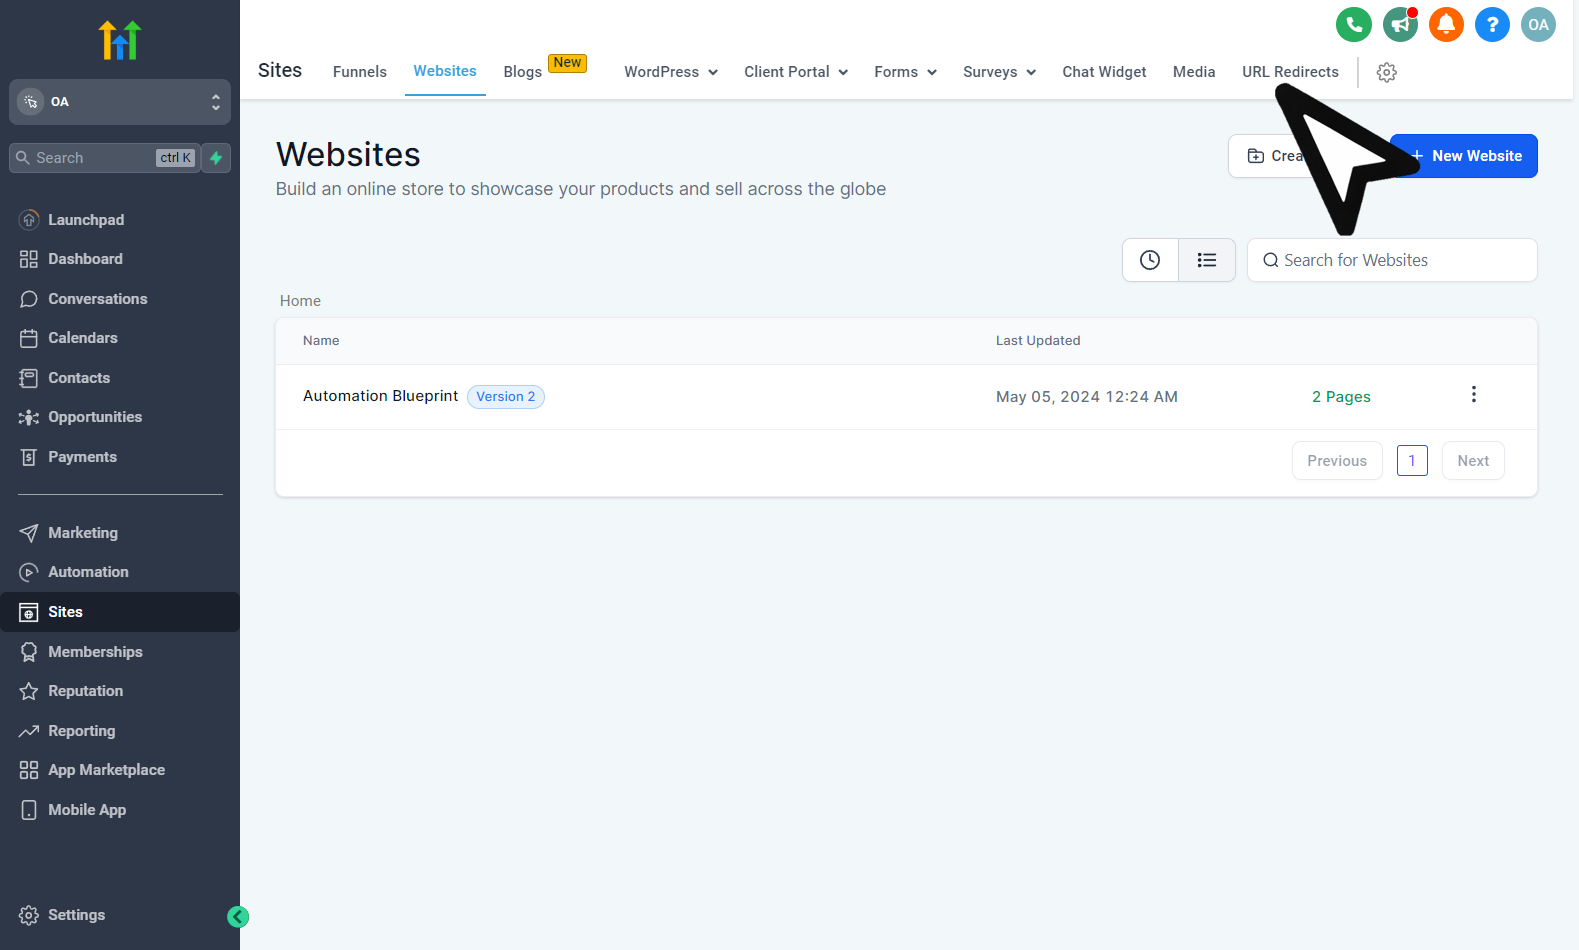 OA
Search ctrl K
Launchpad
Dashboard
Conversations
Calendars
Contacts
Opportunities
Payments
Marketing
Automation
Sites
Memberships
Reputation
Reporting
App Marketplace
Mobile App
Settings
OA
Sites Funnels Websites Blogs New WordPress Client Portal Forms Surveys Chat Widget Media URL Redirects
Websites
Build an online store to showcase your products and sell across the globe
+ New Website
Search for Websites
Home
Name Last Updated
Automation Blueprint Version 2 May 05, 2024 12:24 AM 2 Pages
Previous 1 Next